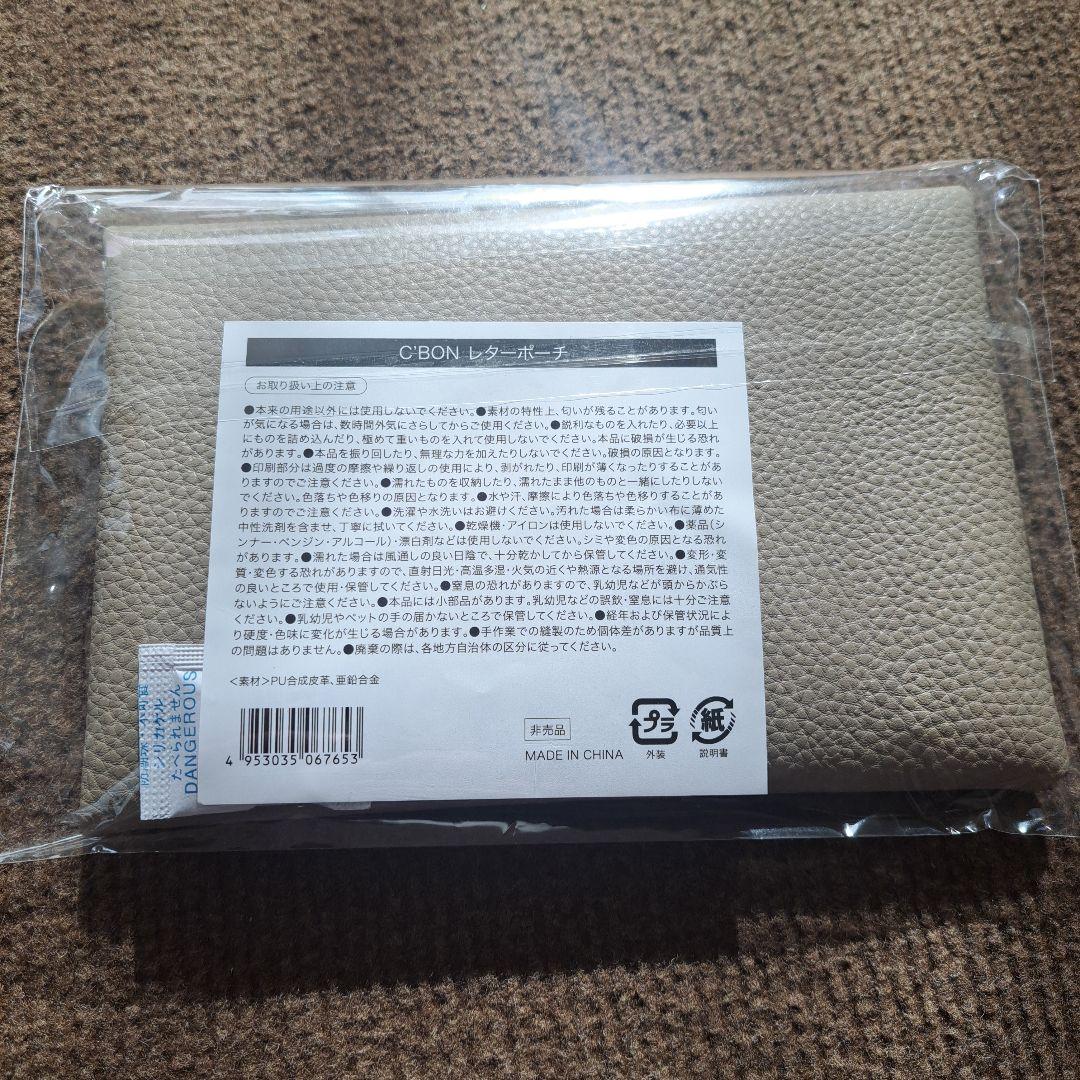 C'BON レターポーチ
お取り扱い上の注意
●本来の用途以外には使用しないでください。●素材の特性上、匂いが残ることがあります。匂い
が気になる場合は、数時間外気にさらしてからご使用ください。●鋭利なものを入れたり、必要以上
にものを詰め込んだり、極めて重いものを入れて使用しないでください。本品に破損が生じる恐れ
があります。●本品を振り回したり、無理な力を加えたりしないでください。破損の原因となります。
●印刷部分は過度の摩擦や繰り返しの使用により、剥がれたり、印刷が薄くなったりすることがあ
りますのでご注意ください。●濡れたものを収納したり、濡れたまま他のものと一緒にしたりしない
でください。色落ちや色移りの原因となります。●水や汗、摩擦により色落ちや色移りすることがあ
りますのでご注意ください。●洗濯や水洗いはお避けください。汚れた場合は柔らかい布に薄めた
中性洗剤を含ませ、丁寧に拭いてください。●乾燥機・アイロンは使用しないでください。●薬品(シ
ンナー・ベンジン・アルコール)・漂白剤などは使用しないでください。シミや変色の原因となる恐れ
があります。●濡れた場合は風通しの良い日陰で、十分乾かしてから保管してください。●変形・変
質・変色する恐れがありますので、直射日光・高温多湿・火気の近くや熱源となる場所を避け、通気性
の良いところで使用・保管してください。●窒息の恐れがありますので、乳幼児などが頭からかぶら
ないようにご注意ください。●本品には小部品があります。乳幼児などの誤飲・窒息には十分ご注意
ください。●乳幼児やペットの手の届かないところで保管してください。●経年および保管状況によ
り硬度・色味に変化が生じる場合があります。●手作業での縫製のため個体差がありますが品質上
の問題はありません。●廃棄の際は、各地方自治体の区分に従ってください。
<素材>PU合成皮革、亜鉛合金
4 953035 067653
非売品
MADE IN CHINA
プラ
外装
紙
説明書
シリカゲル
たべられません
DANGEROUS